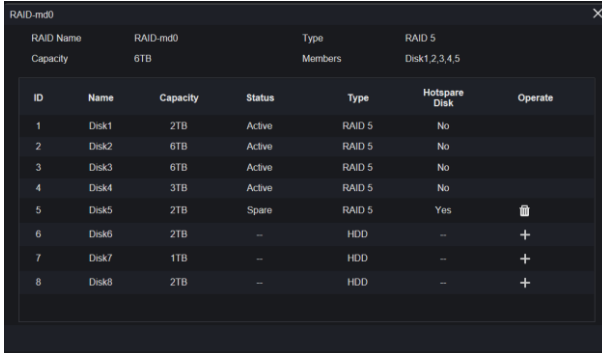 RAID-md0
RAID Name RAID-md0 Type RAID 5
Capacity 6TB Members Disk1,2,3,4,5
ID Name Capacity Status Type Hotspare Disk Operate
1 Disk1 2TB Active RAID 5 No
2 Disk2 6TB Active RAID 5 No
3 Disk3 6TB Active RAID 5 No
4 Disk4 3TB Active RAID 5 No
5 Disk5 2TB Spare RAID 5 Yes
6 Disk6 2TB -- HDD --
7 Disk7 1TB -- HDD --
8 Disk8 2TB -- HDD --